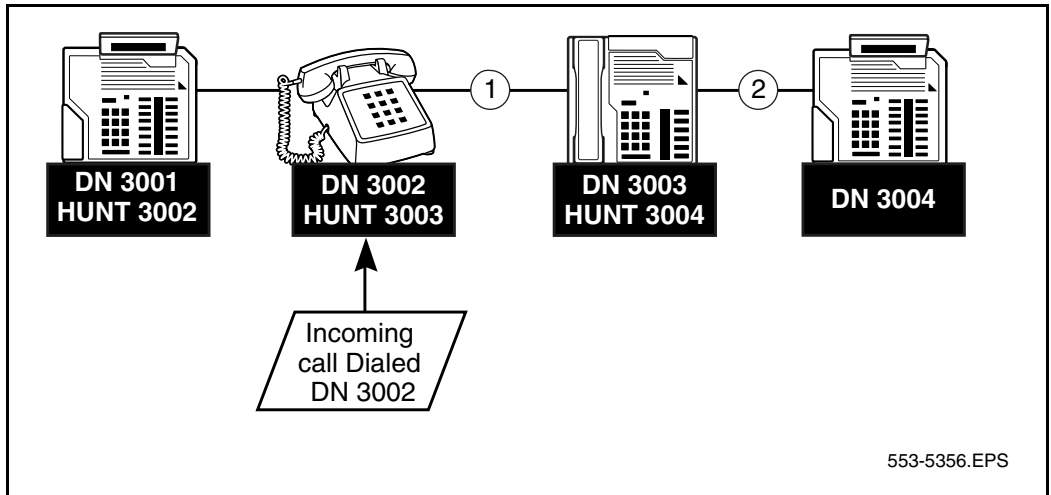 1
2
DN 3001
HUNT 3002
DN 3002
HUNT 3003
DN 3003
HUNT 3004
DN 3004
Incoming
call Dialed
DN 3002
553-5356.EPS